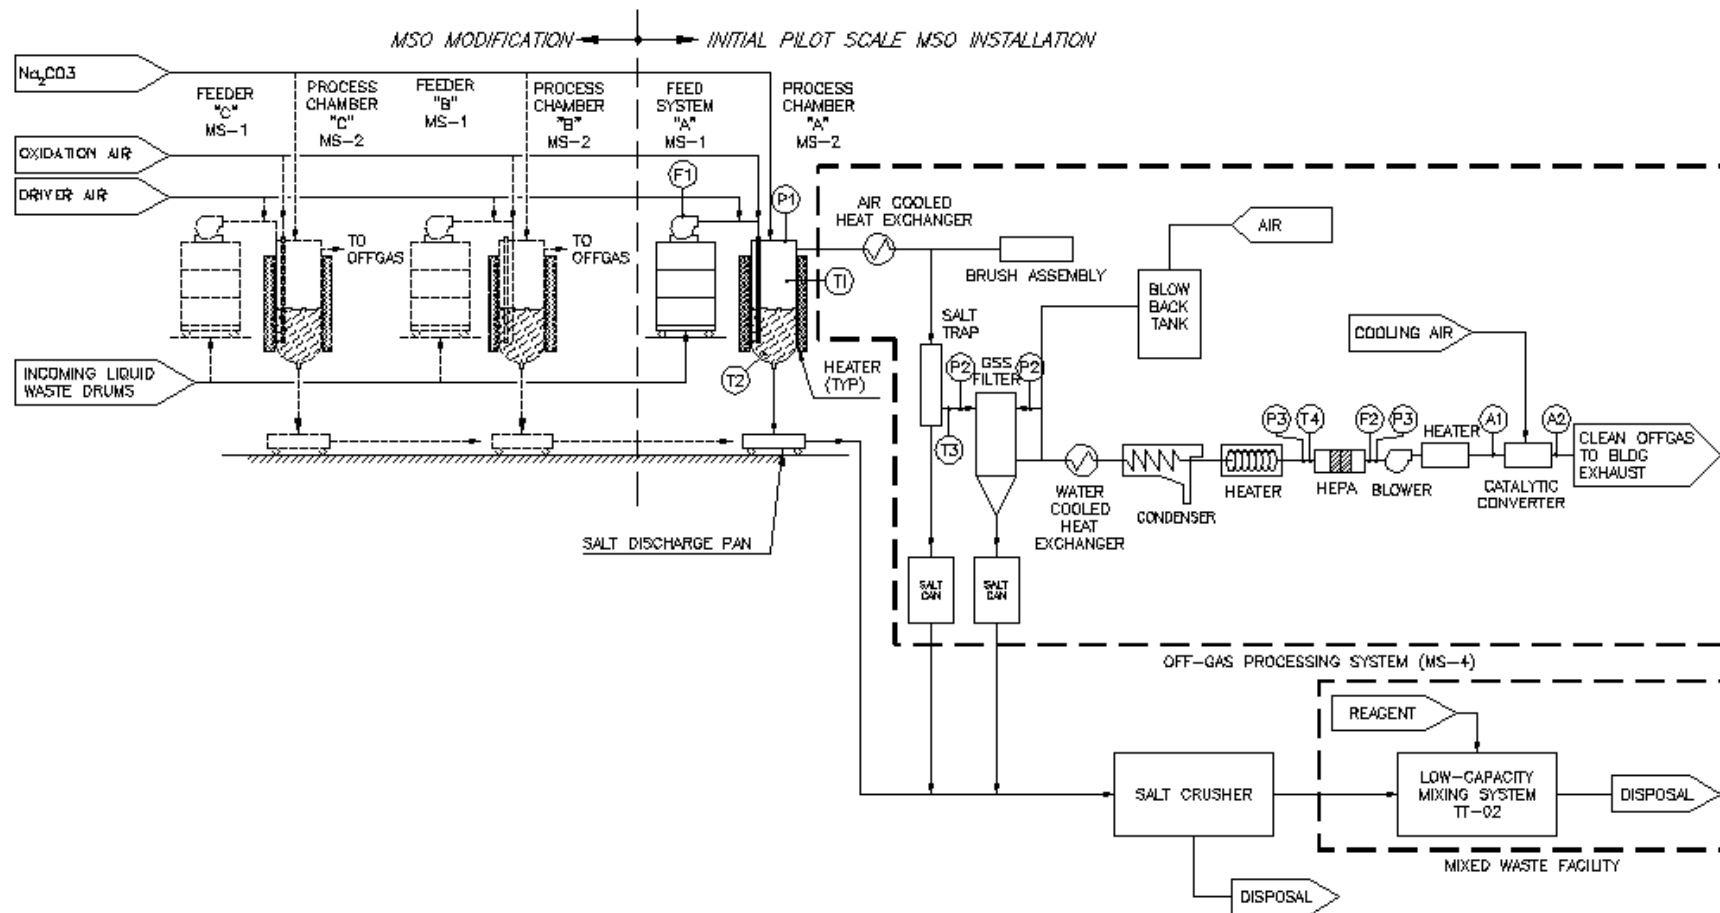 MSO MODIFICATION
INITIAL PILOT SCALE MSO INSTALLATION
Na2CO3
FEEDER
"C"
MS-1
PROCESS
CHAMBER
"C"
MS-2
FEEDER
"B"
MS-1
PROCESS
CHAMBER
"B"
MS-2
FEED
SYSTEM
"A"
MS-1
PROCESS
CHAMBER
"A"
MS-2
OXIDATION AIR
DRIVER AIR
F1
P1
TO
OFFGAS
TO
OFFGAS
T1
T2
INCOMING LIQUID
WASTE DRUMS
HEATER
(TYP)
SALT DISCHARGE PAN
AIR COOLED
HEAT EXCHANGER
BRUSH ASSEMBLY
AIR
BLOW
BACK
TANK
SALT
TRAP
P2
GSS
FILTER
P2
T3
COOLING AIR
WATER
COOLED
HEAT
EXCHANGER
CONDENSER
HEATER
P3
T4
HEPA
F2
P3
BLOWER
HEATER
A1
A2
CATALYTIC
CONVERTER
CLEAN OFFGAS
TO BLDG
EXHAUST
SALT
CAN
SALT
CAN
OFF-GAS PROCESSING SYSTEM (MS-4)
REAGENT
SALT CRUSHER
LOW-CAPACITY
MIXING SYSTEM
TT-02
DISPOSAL
MIXED WASTE FACILITY
DISPOSAL